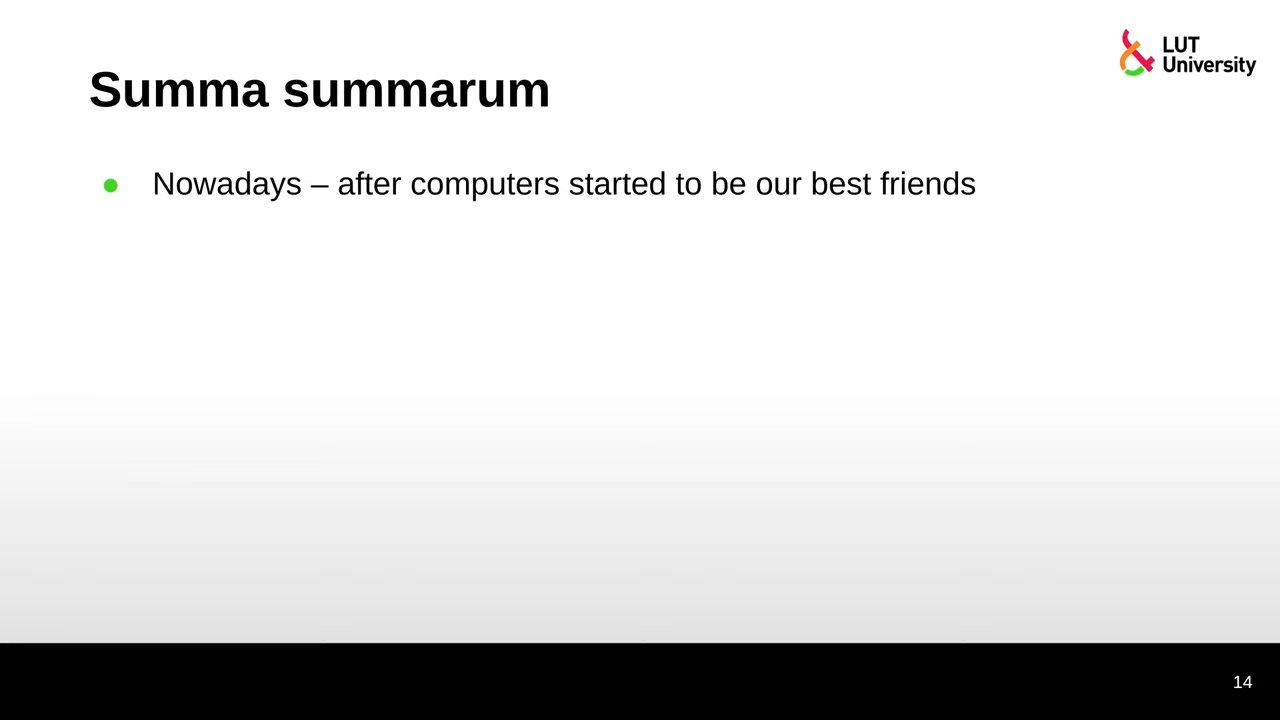 LUT
University
Summa summarum
● Nowadays – after computers started to be our best friends
14